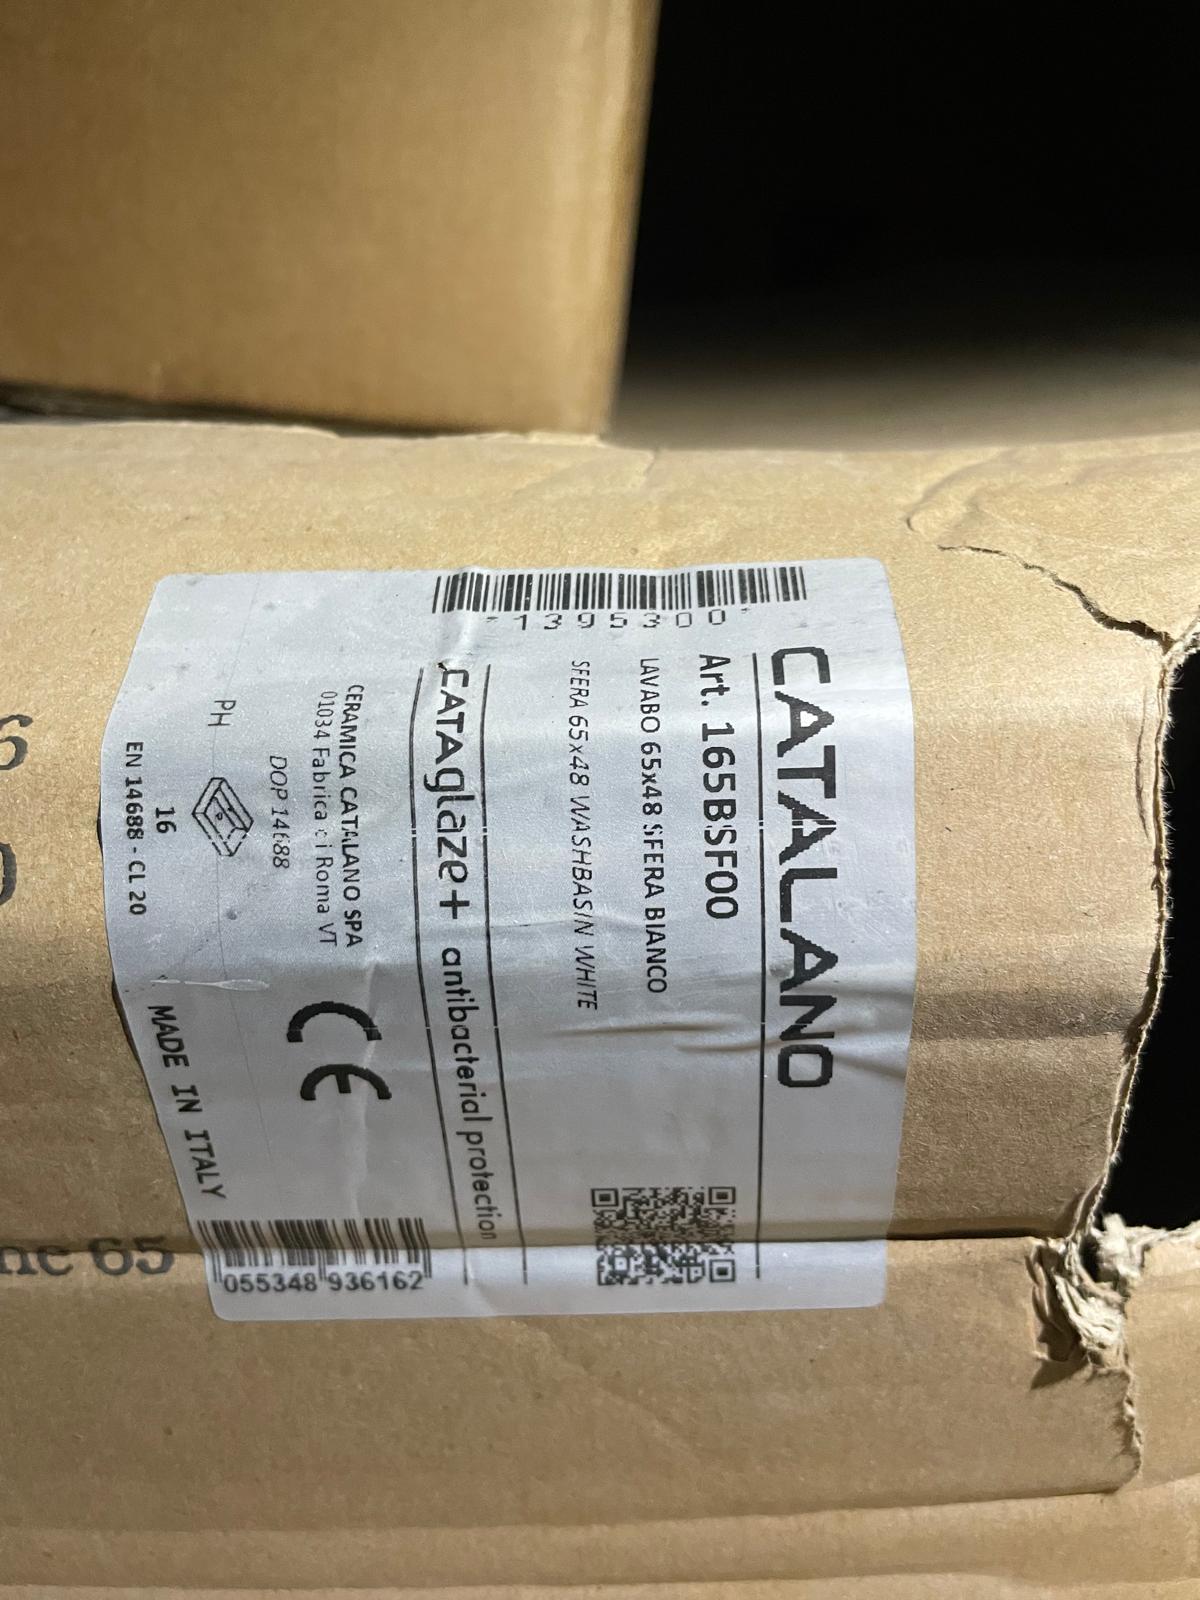 CATALANO
Art. 165BSF00
LAVABO 65x48 SFERA BIANCO
SFERA 65x48 WASHBASIN WHITE
CATAglaze+ antibacterial protection
CERAMICA CATALANO SPA
01034 Fabrica di Roma VT
DOP 14688
CE
PH
16
EN 14688 - CL 20
MADE IN ITALY
055348 936162
65